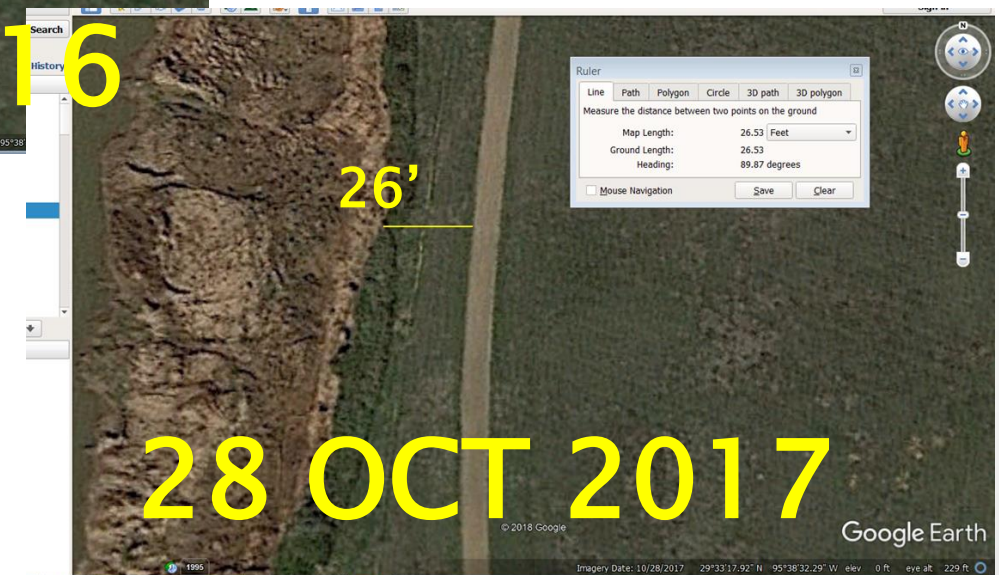 16
Search
History
95°38'
Ruler
Line Path Polygon Circle 3D path 3D polygon
Measure the distance between two points on the ground
Map Length: 26.53 Feet
Ground Length: 26.53
Heading: 89.87 degrees
Mouse Navigation Save Clear
N
26’
28 OCT 2017
© 2018 Google
Google Earth
1995
Imagery Date: 10/28/2017 29°33'17.92" N 95°38'32.29" W elev 0 ft eye alt 229 ft